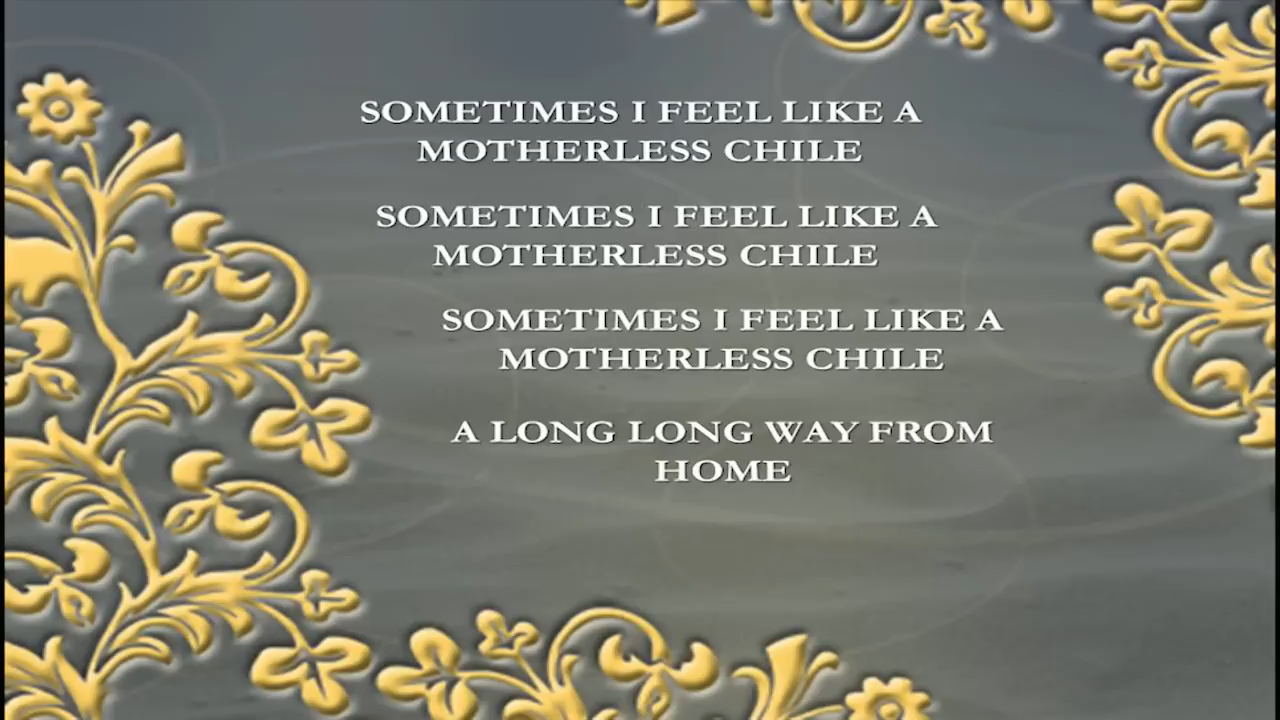 SOMETIMES I FEEL LIKE A
MOTHERLESS CHILE
SOMETIMES I FEEL LIKE A
MOTHERLESS CHILE
SOMETIMES I FEEL LIKE A
MOTHERLESS CHILE
A LONG LONG WAY FROM
HOME